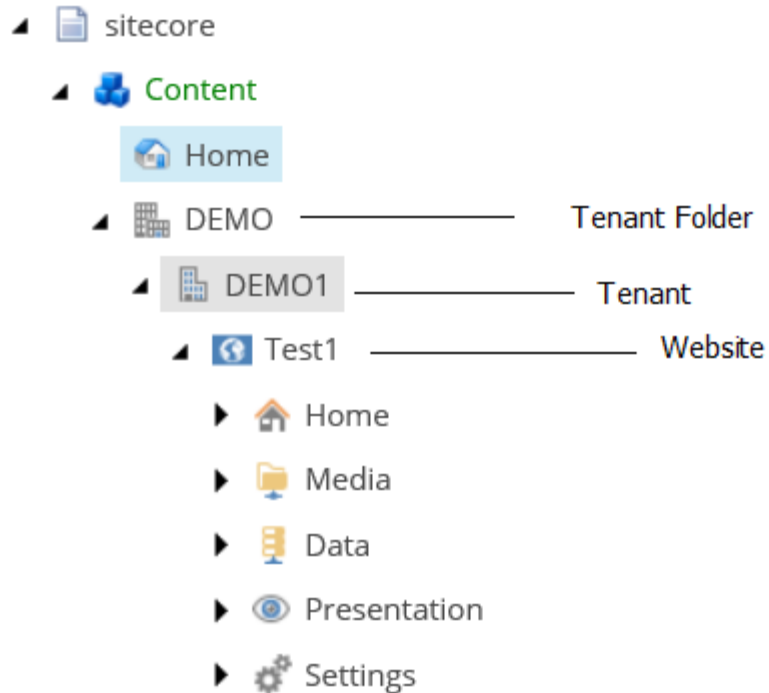 sitecore
Content
Home
DEMO Tenant Folder
DEMO1 Tenant
Test1 Website
Home
Media
Data
Presentation
Settings